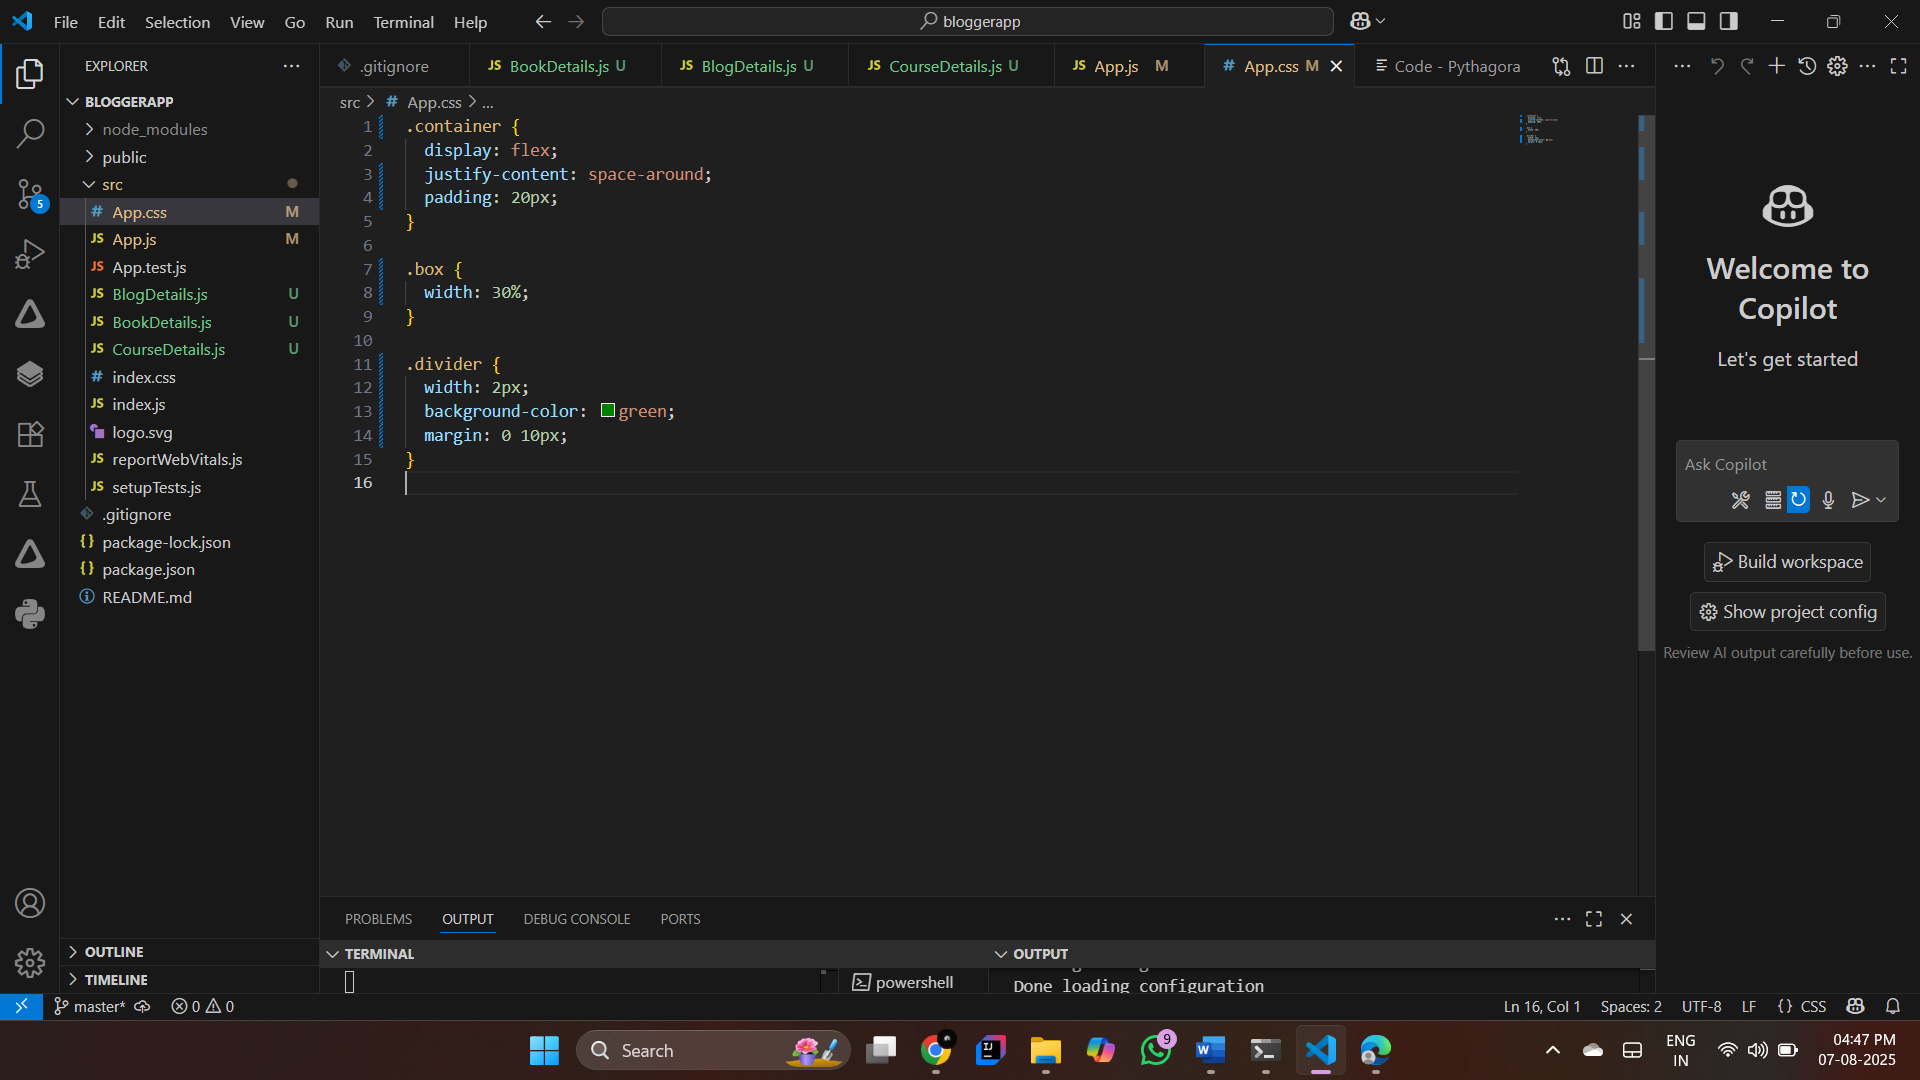 File Edit Selection View Go Run Terminal Help
bloggerapp
EXPLORER
BLOGGERAPP
node_modules
public
src
App.css M
App.js M
App.test.js
BlogDetails.js U
BookDetails.js U
CourseDetails.js U
index.css
index.js
logo.svg
reportWebVitals.js
setupTests.js
.gitignore
package-lock.json
package.json
README.md
OUTLINE
TIMELINE
5
.gitignore
JS BookDetails.js U
JS BlogDetails.js U
JS CourseDetails.js U
JS App.js M
# App.css M
Code - Pythagora
src > # App.css > ...
1 .container {
2 display: flex;
3 justify-content: space-around;
4 padding: 20px;
5 }
6
7 .box {
8 width: 30%;
9 }
10
11 .divider {
12 width: 2px;
13 background-color: green;
14 margin: 0 10px;
15 }
16
PROBLEMS OUTPUT DEBUG CONSOLE PORTS
TERMINAL
powershell
OUTPUT
Done loading configuration
Welcome to
Copilot
Let's get started
Ask Copilot
Build workspace
Show project config
Review AI output carefully before use.
master* 0 0
Ln 16, Col 1 Spaces: 2 UTF-8 LF {} CSS
Search
9
ENG
IN
04:47 PM
07-08-2025